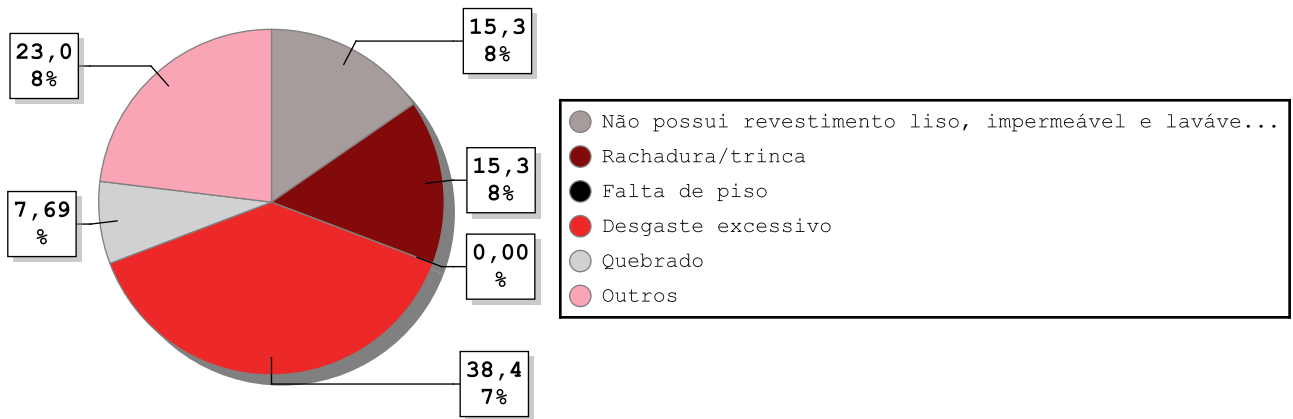 15,3
8%
23,0
8%
15,3
8%
7,69
%
0,00
%
38,4
7%
Não possui revestimento liso, impermeável e laváve...
Rachadura/trinca
Falta de piso
Desgaste excessivo
Quebrado
Outros